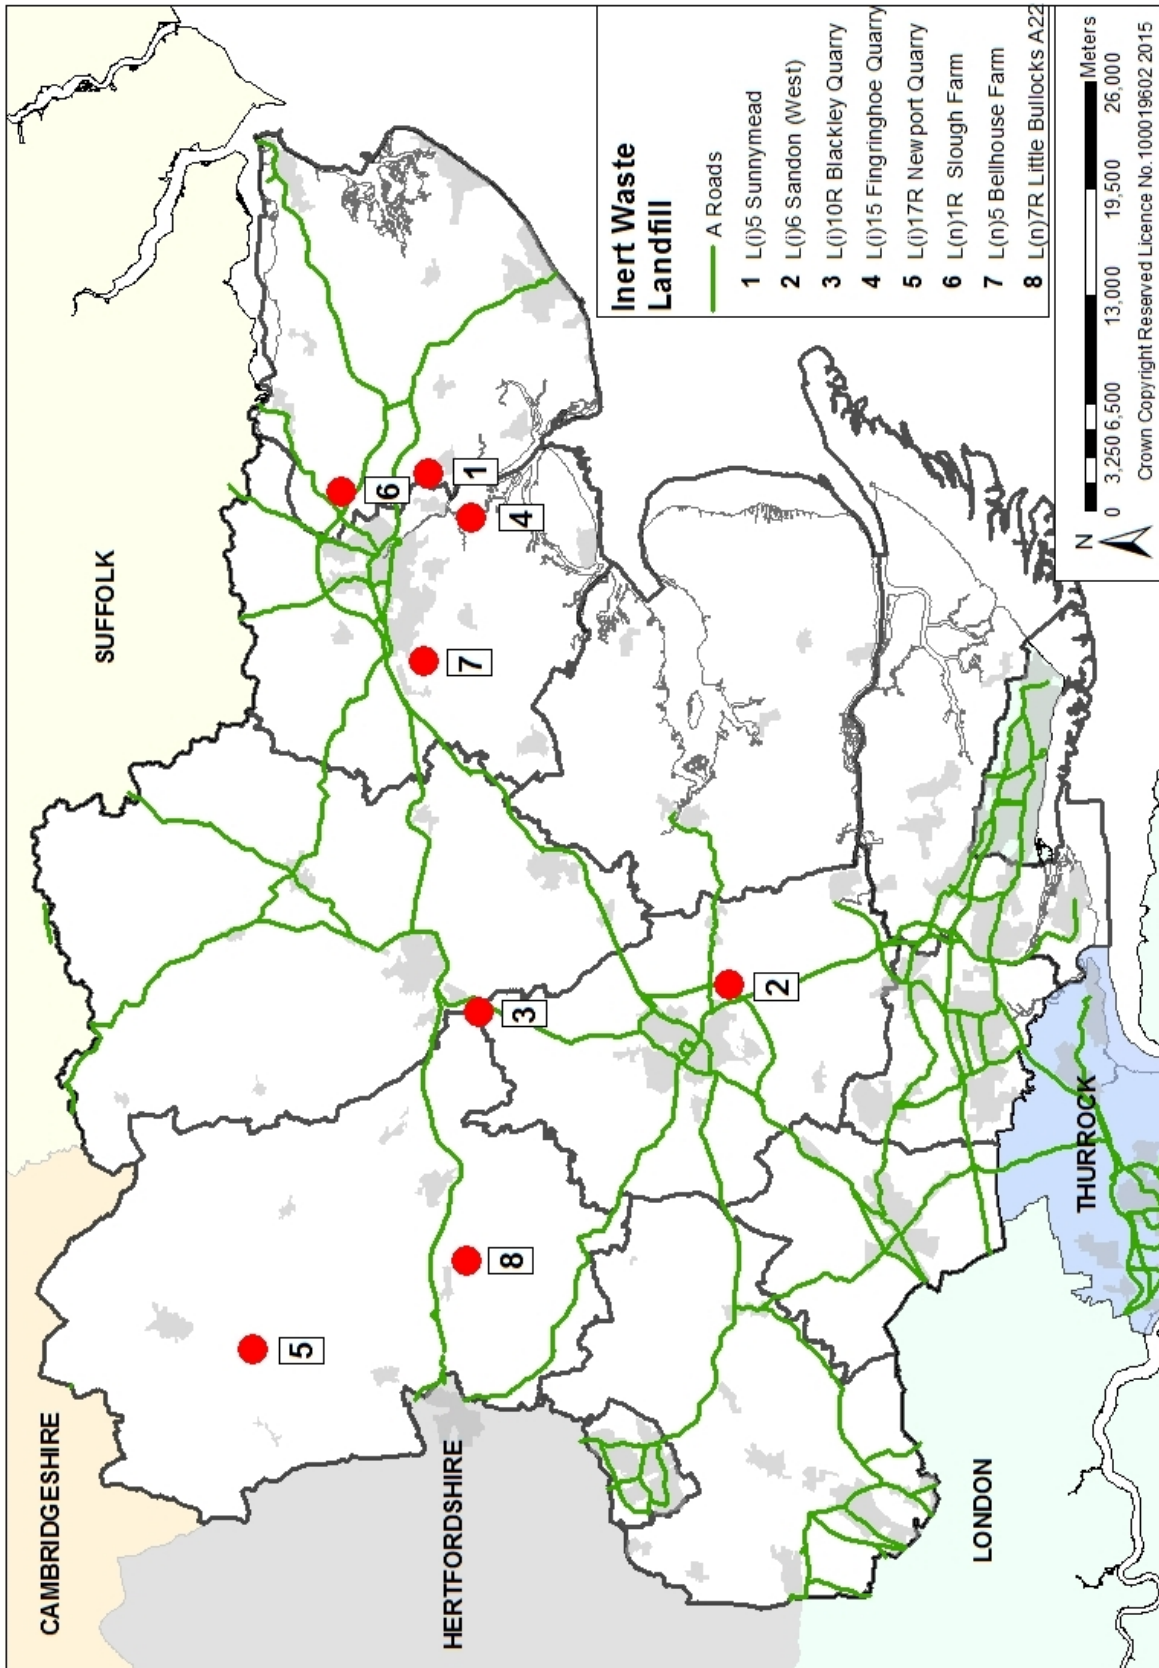 CAMBRIDGESHIRE
SUFFOLK
HERTFORDSHIRE
LONDON
THURROCK
5
8
3
2
7
6
1
4
Inert Waste
Landfill
A Roads
1 L(i)5 Sunnymead
2 L(i)6 Sandon (West)
3 L(i)10R Blackley Quarry
4 L(i)15 Fingringhoe Quarry
5 L(i)17R Newport Quarry
6 L(n)1R Slough Farm
7 L(n)5 Bellhouse Farm
8 L(n)7R Little Bullocks A22
N
0 3,250 6,500 13,000 19,500 26,000
Meters
Crown Copyright Reserved Licence No.100019602 2015